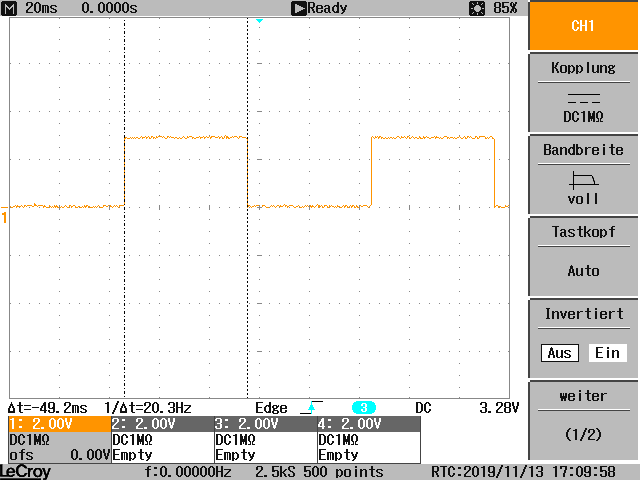 M 20ms 0.0000s Ready 85%
CH1
Kopplung
DC1MΩ
Bandbreite
voll
Tastkopf
Auto
Invertiert
Aus Ein
weiter
(1/2)
1
Δt=-49.2ms 1/Δt=20.3Hz Edge 3 DC 3.28V
1: 2.00V 2: 2.00V 3: 2.00V 4: 2.00V
DC1MΩ DC1MΩ DC1MΩ DC1MΩ
ofs 0.00V Empty Empty Empty
LeCroy f:0.00000Hz 2.5kS 500 points RTC:2019/11/13 17:09:58